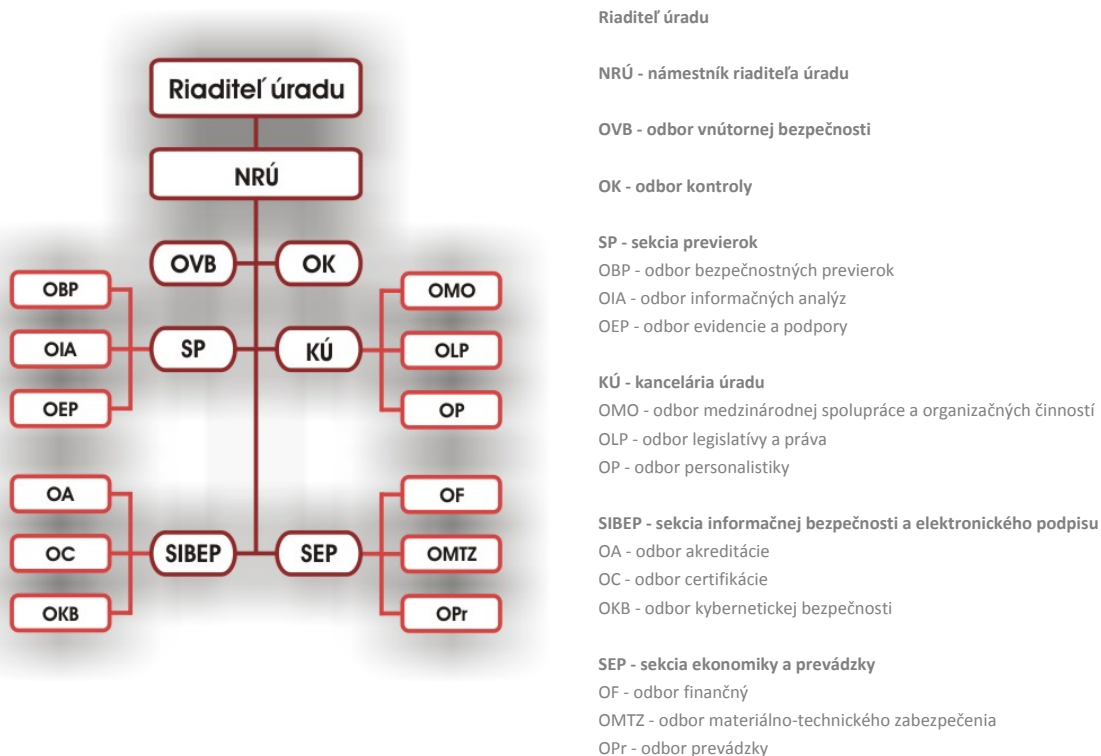 Riaditeľ úradu
NRÚ
OVB
OK
OBP
OMO
OIA
SP
KÚ
OLP
OEP
OP
OA
OF
OC
SIBEP
SEP
OMTZ
OKB
OPr
Riaditeľ úradu
NRÚ - námestník riaditeľa úradu
OVB - odbor vnútornej bezpečnosti
OK - odbor kontroly
SP - sekcia previerok
OBP - odbor bezpečnostných previerok
OIA - odbor informačných analýz
OEP - odbor evidencie a podpory
KÚ - kancelária úradu
OMO - odbor medzinárodnej spolupráce a organizačných činností
OLP - odbor legislatívy a práva
OP - odbor personalistiky
SIBEP - sekcia informačnej bezpečnosti a elektronického podpisu
OA - odbor akreditácie
OC - odbor certifikácie
OKB - odbor kybernetickej bezpečnosti
SEP - sekcia ekonomiky a prevádzky
OF - odbor finančný
OMTZ - odbor materiálno-technického zabezpečenia
OPr - odbor prevádzky